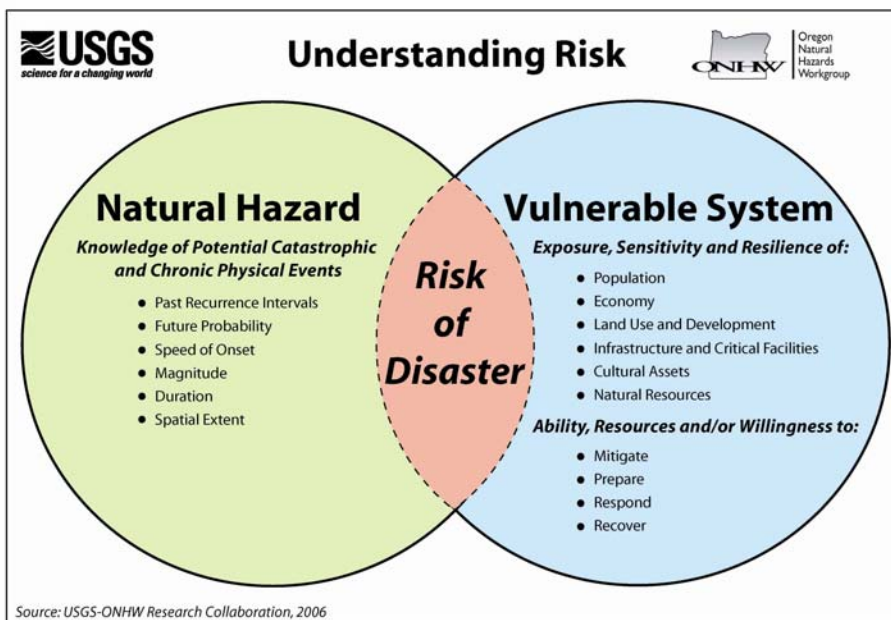 USGS
science for a changing world
Understanding Risk
ONHW
Oregon
Natural
Hazards
Workgroup
Natural Hazard
Knowledge of Potential Catastrophic
and Chronic Physical Events
• Past Recurrence Intervals
• Future Probability
• Speed of Onset
• Magnitude
• Duration
• Spatial Extent
Risk
of
Disaster
Vulnerable System
Exposure, Sensitivity and Resilience of:
• Population
• Economy
• Land Use and Development
• Infrastructure and Critical Facilities
• Cultural Assets
• Natural Resources
Ability, Resources and/or Willingness to:
• Mitigate
• Prepare
• Respond
• Recover
Source: USGS-ONHW Research Collaboration, 2006